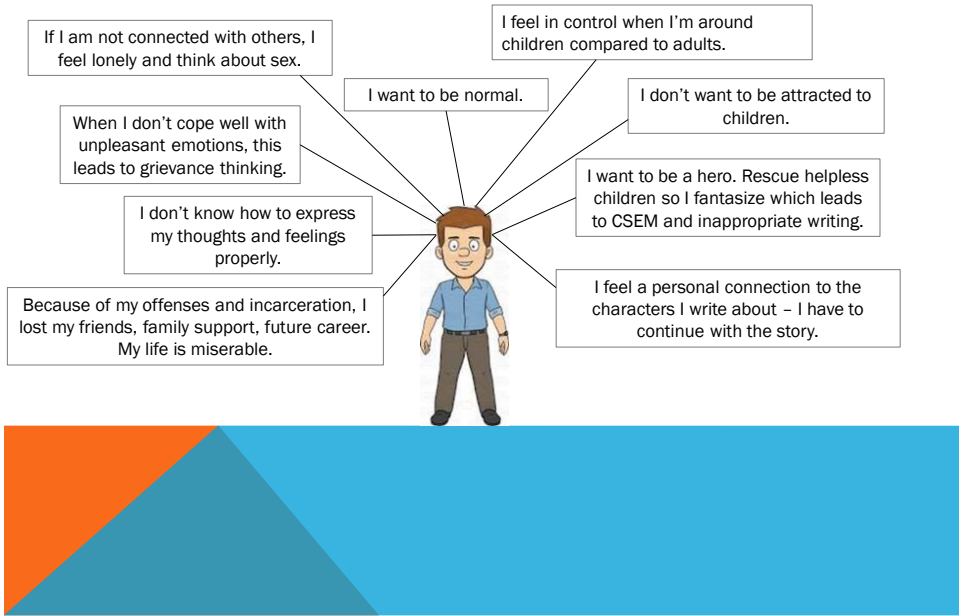 If I am not connected with others, I
feel lonely and think about sex.
I feel in control when I'm around
children compared to adults.
I want to be normal.
I don't want to be attracted to
children.
When I don't cope well with
unpleasant emotions, this
leads to grievance thinking.
I want to be a hero. Rescue helpless
children so I fantasize which leads
to CSEM and inappropriate writing.
I don't know how to express
my thoughts and feelings
properly.
I feel a personal connection to the
characters I write about – I have to
continue with the story.
Because of my offenses and incarceration, I
lost my friends, family support, future career.
My life is miserable.